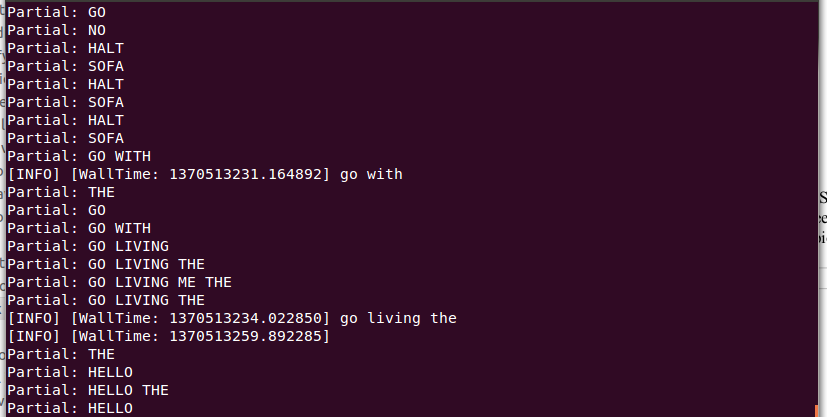 Partial: GO
Partial: NO
Partial: HALT
Partial: SOFA
Partial: HALT
Partial: SOFA
Partial: HALT
Partial: SOFA
Partial: GO WITH
[INFO] [WallTime: 1370513231.164892] go with
Partial: THE
Partial: GO
Partial: GO WITH
Partial: GO LIVING
Partial: GO LIVING THE
Partial: GO LIVING ME THE
Partial: GO LIVING THE
[INFO] [WallTime: 1370513234.022850] go living the
[INFO] [WallTime: 1370513259.892285]
Partial: THE
Partial: HELLO
Partial: HELLO THE
Partial: HELLO